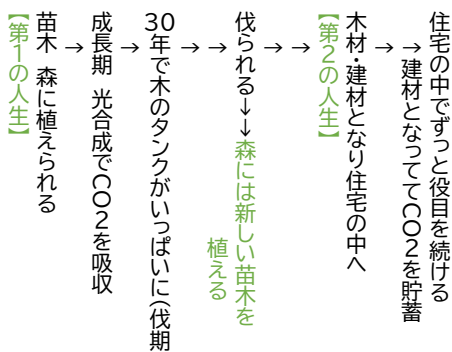 【第1の人生】
苗木 森に植えられる
→
成長期 光合成でCO2を吸収
→
30年で木のタンクがいっぱいに(伐期
→→
伐られる→→森には新しい苗木を
植える
→→
【第2の人生】
木材・建材となり住宅の中へ
→→
建材となっててCO2を貯蓄
住宅の中でずっと役目を続ける